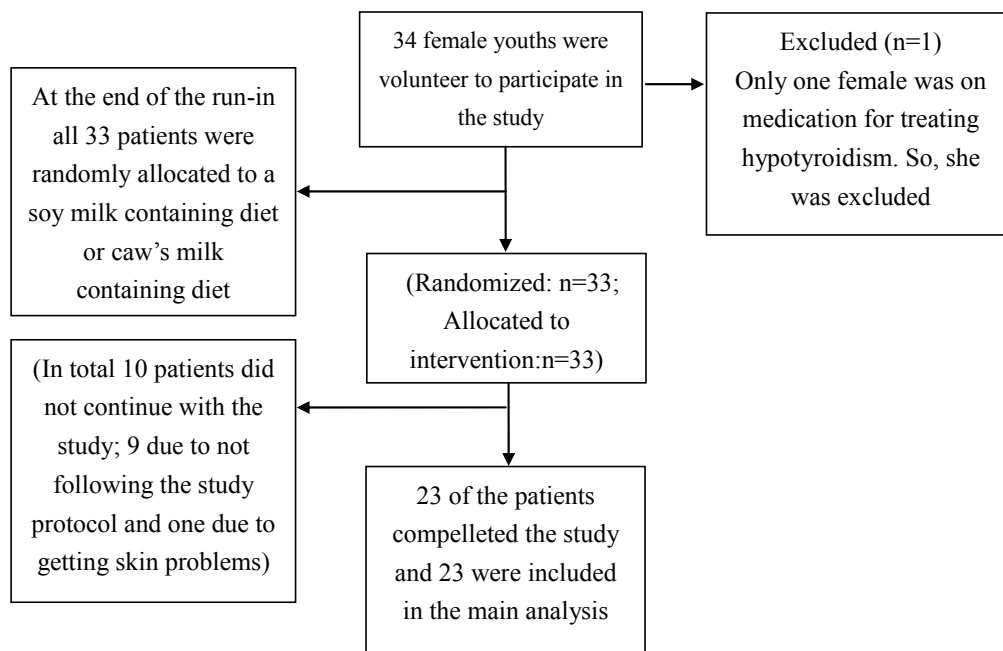 34 female youths were
volunteer to participate in
the study
Excluded (n=1)
Only one female was on
medication for treating
hypotyroidism. So, she
was excluded
At the end of the run-in
all 33 patients were
randomly allocated to a
soy milk containing diet
or caw’s milk
containing diet
(Randomized: n=33;
Allocated to
intervention:n=33)
(In total 10 patients did
not continue with the
study; 9 due to not
following the study
protocol and one due to
getting skin problems)
23 of the patients
compelleted the study
and 23 were included
in the main analysis